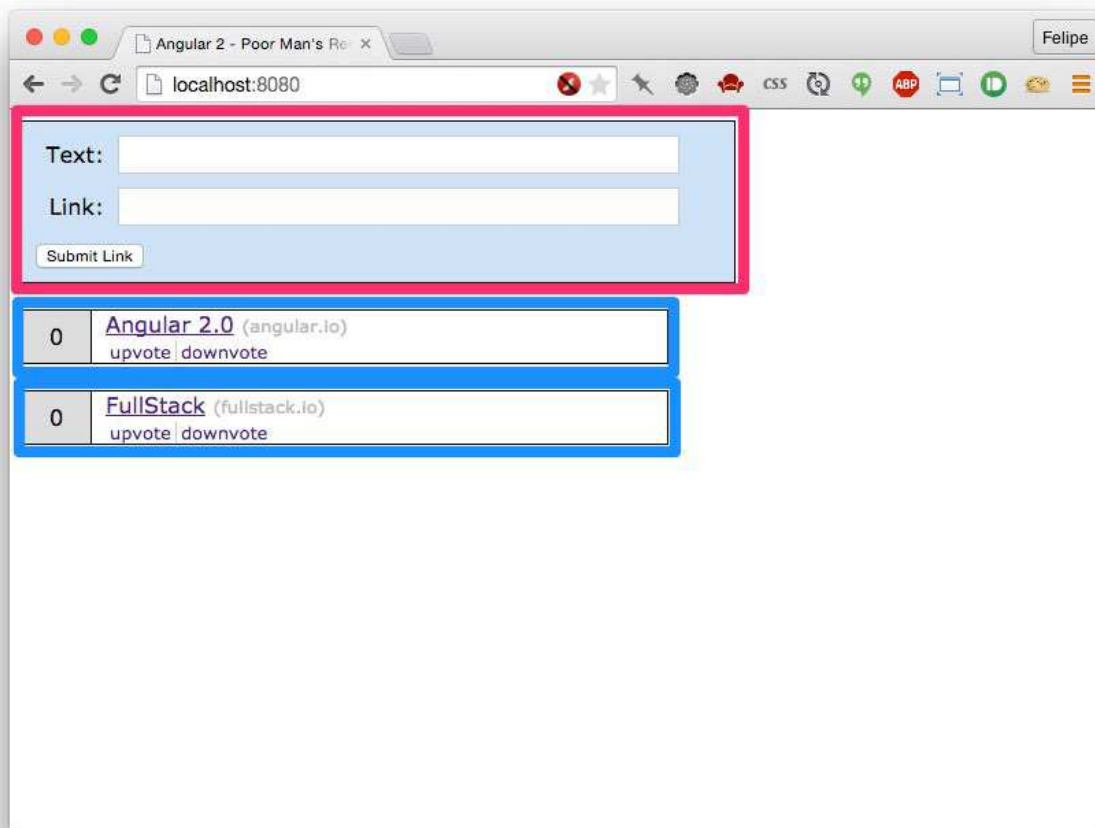 Angular 2 - Poor Man's Re
Felipe
localhost:8080
CSS
ABP
Text:
Link:
Submit Link
0
Angular 2.0 (angular.io)
upvote downvote
0
FullStack (fullstack.io)
upvote downvote